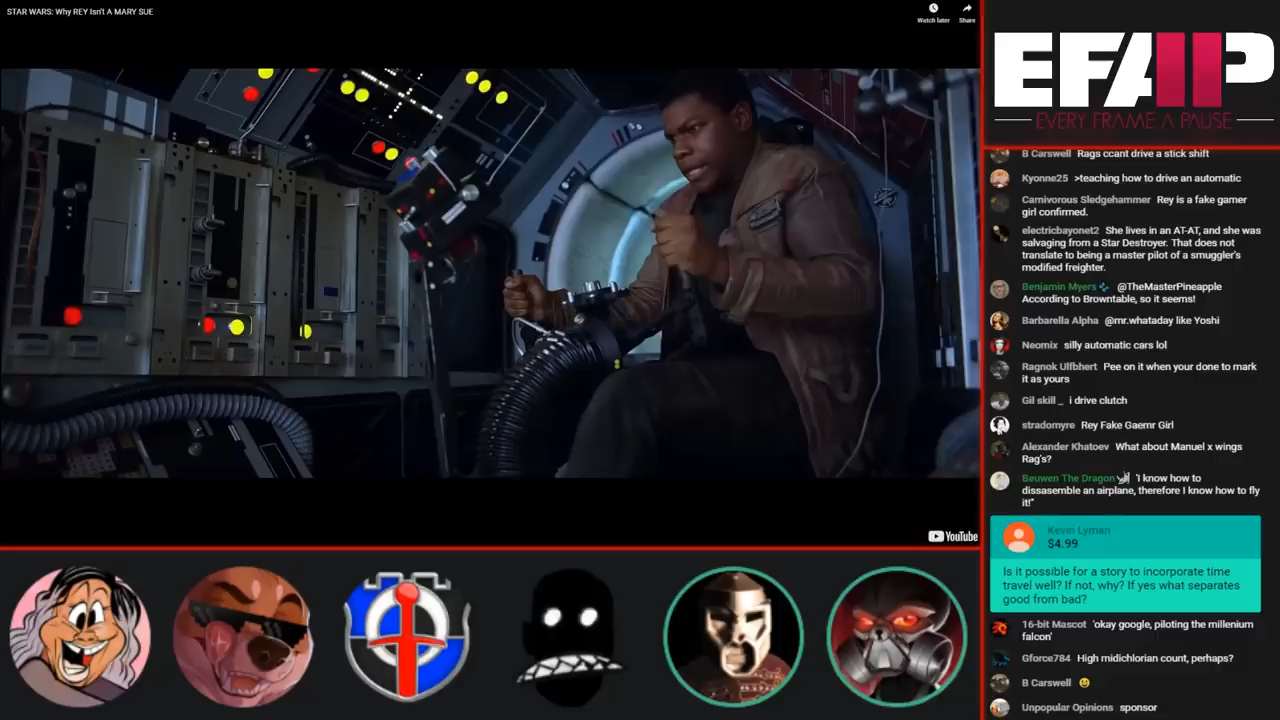 STAR WARS: Why REY Isn't A MARY SUE
Watch later
Share
YouTube
EFAP
EVERY FRAME A PAUSE
B Carswell Rags ccant drive a stick shift
Kyonne25 >teaching how to drive an automatic
Carnivorous Sledgehammer Rey is a fake gamer
girl confirmed.
electricbayonet2 She lives in an AT-AT, and she was
salvaging from a Star Destroyer. That does not
translate to being a master pilot of a smuggler's
modified freighter.
Benjamin Myers @TheMasterPineapple
According to Browntable, so it seems!
Barbarella Alpha @mr.whataday like Yoshi
Neomix silly automatic cars lol
Ragnok Ulfbhert Pee on it when your done to mark
it as yours
Gil skill _ i drive clutch
stradomyre Rey Fake Gaemr Girl
Alexander Khatoev What about Manuel x wings
Rag's?
Beuwen The Dragon 'I know how to
dissasemble an airplane, therefore I know how to fly
it!"
Kevin Lyman
$4.99
Is it possible for a story to incorporate time
travel well? If not, why? If yes what separates
good from bad?
16-bit Mascot 'okay google, piloting the millenium
falcon'
Gforce784 High midichlorian count, perhaps?
B Carswell 😃
Unpopular Opinions sponsor